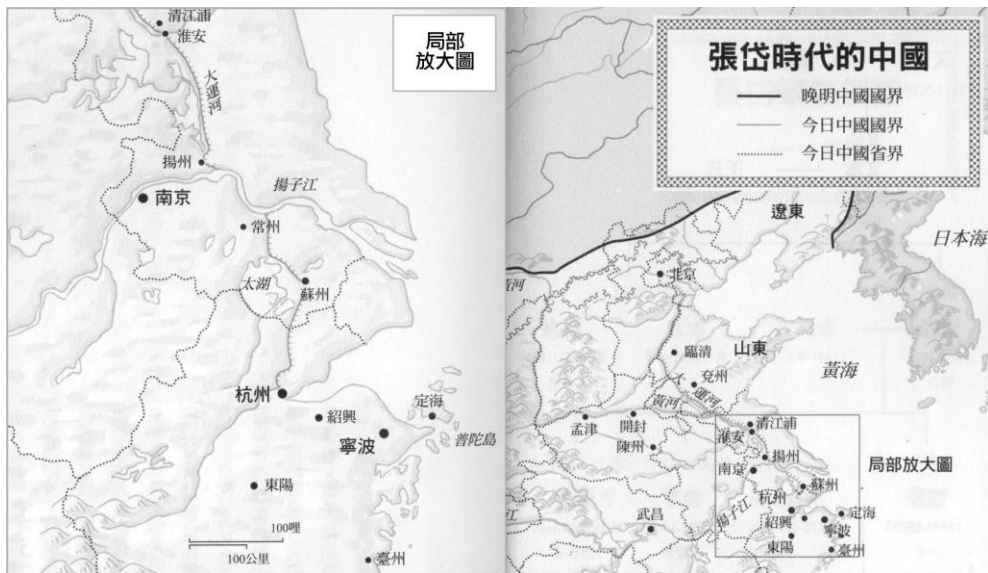 清江浦
淮安
局部
放大圖
大運河
揚州
揚子江
南京
常州
太湖
蘇州
杭州
紹興
定海
寧波
普陀島
東陽
100哩
100公里
臺州
張岱時代的中國
晚明中國國界
今日中國國界
今日中國省界
遼東
日本海
北京
黃河
臨清
山東
兗州
黃海
大運河
黃河
孟津
開封
清江浦
淮安
陳州
揚州
南京
局部放大圖
蘇州
杭州
定海
武昌
揚子江
紹興
寧波
東陽
臺州
江